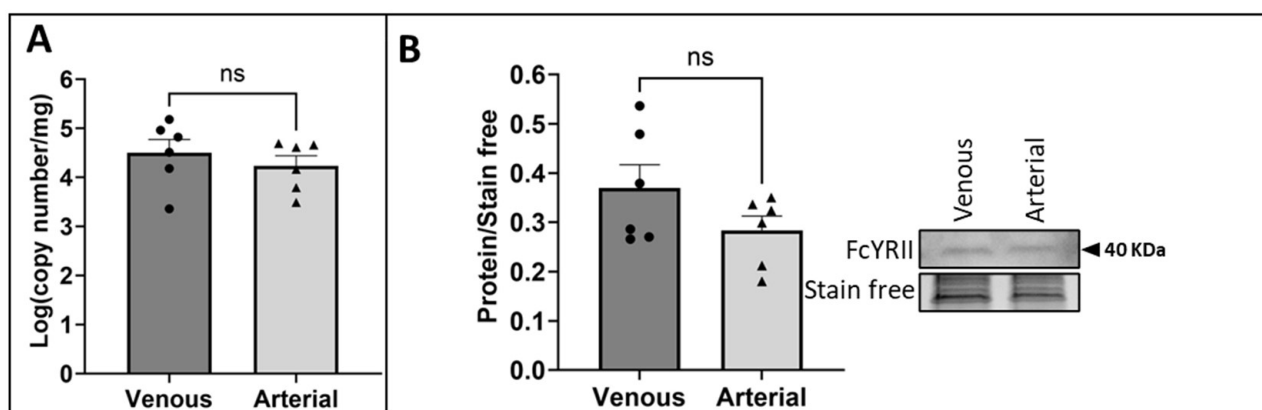 A
Log(copy number/mg)
6
5
4
3
2
1
0
ns
Venous
Arterial
B
Protein/Stain free
0.6
0.5
0.4
0.3
0.2
0.1
0.0
ns
Venous
Arterial
Venous
Arterial
FcYRII
40 KDa
Stain free